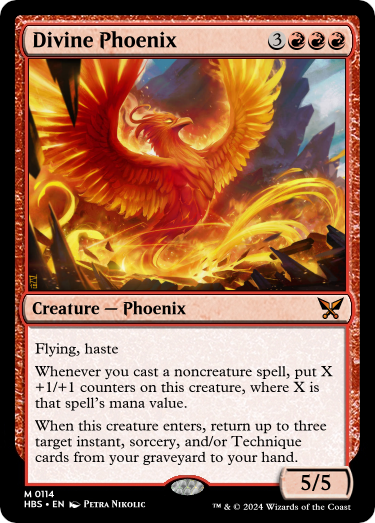 Divine Phoenix 3
Creature — Phoenix
Flying, haste
Whenever you cast a noncreature spell, put X
+1/+1 counters on this creature, where X is
that spell's mana value.
When this creature enters, return up to three
target instant, sorcery, and/or Technique
cards from your graveyard to your hand.
5/5
M 0114
HBS • EN Petra Nikolic
™ & © 2024 Wizards of the Coast